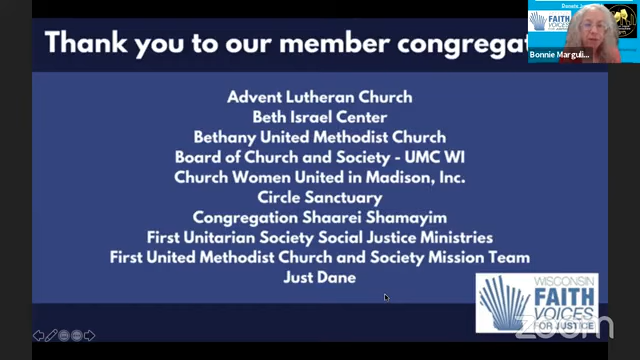 Thank you to our member congregat
Advent Lutheran Church
Beth Israel Center
Bethany United Methodist Church
Board of Church and Society - UMC WI
Church Women United in Madison, Inc.
Circle Sanctuary
Congregation Shaarei Shamayim
First Unitarian Society Social Justice Ministries
First United Methodist Church and Society Mission Team
Just Dane
WISCONSIN
FAITH
VOICES
FOR JUSTICE
zoom
FAITH
VOICES
Bonnie Marguli...